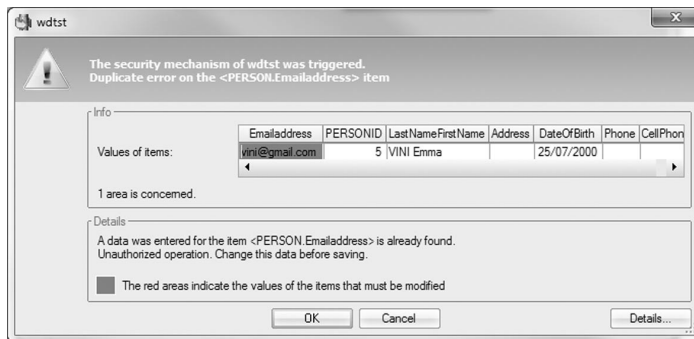 wdtst
The security mechanism of wdtst was triggered.
Duplicate error on the <PERSON.Emailaddress> item
Info
Emailaddress PERSONID LastNameFirstName Address DateOfBirth Phone CellPhon
Values of items: vini@gmail.com 5 VINI Emma 25/07/2000
1 area is concerned.
Details
A data was entered for the item <PERSON.Emailaddress> is already found.
Unauthorized operation. Change this data before saving.
The red areas indicate the values of the items that must be modified
OK Cancel Details...